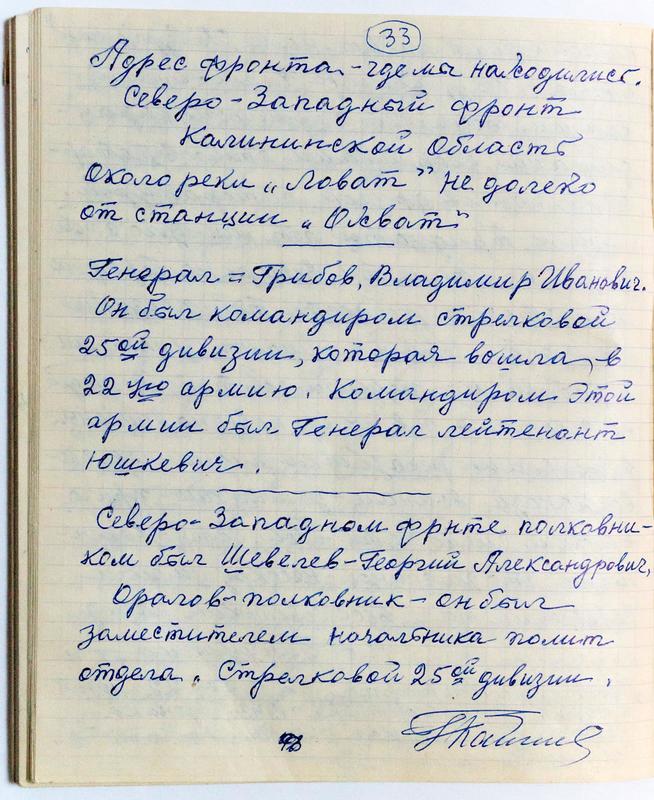 33
Адрес фронта - где мы находились.
Северо-Западный фронт
Калининской Область
Около реки „Ловат" не далеко
от станции „Охват"
Генерал = Грибов, Владимир Иванович.
Он был командиром стрелковой
25ой дивизии, которая вошла в
22ую армию. Командиром этой
армии был Генерал лейтенант
Юшкевич.
Северо-Западном фрнте полковни-
ком был Шевелев-Георгий Александрович,
Оралов-полковник - он был
заместителем начальника полит
отдела. Стрелковой 25ой дивизии.